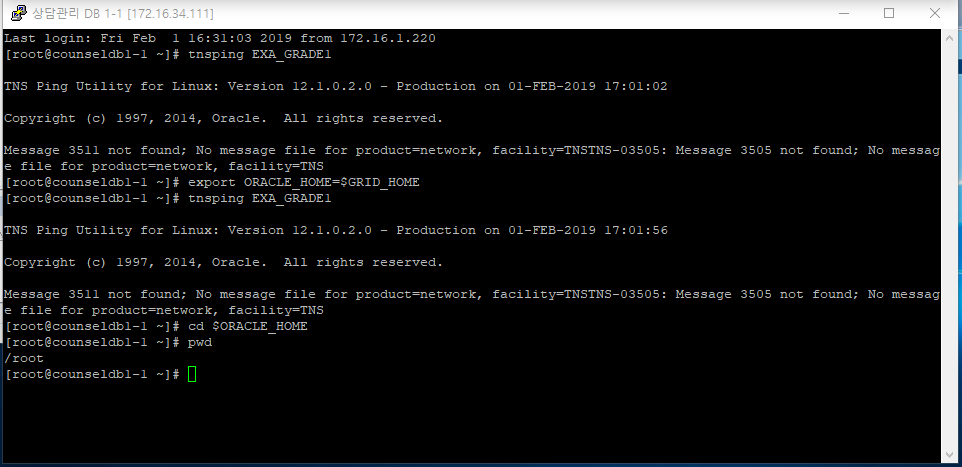 상담관리 DB 1-1 [172.16.34.111]
Last login: Fri Feb  1 16:31:03 2019 from 172.16.1.220
[root@counseldb1-1 ~]# tnsping EXA_GRADE1
TNS Ping Utility for Linux: Version 12.1.0.2.0 - Production on 01-FEB-2019 17:01:02
Copyright (c) 1997, 2014, Oracle.  All rights reserved.
Message 3511 not found; No message file for product=network, facility=TNSTNS-03505: Message 3505 not found; No messag
e file for product=network, facility=TNS
[root@counseldb1-1 ~]# export ORACLE_HOME=$GRID_HOME
[root@counseldb1-1 ~]# tnsping EXA_GRADE1
TNS Ping Utility for Linux: Version 12.1.0.2.0 - Production on 01-FEB-2019 17:01:56
Copyright (c) 1997, 2014, Oracle.  All rights reserved.
Message 3511 not found; No message file for product=network, facility=TNSTNS-03505: Message 3505 not found; No messag
e file for product=network, facility=TNS
[root@counseldb1-1 ~]# cd $ORACLE_HOME
[root@counseldb1-1 ~]# pwd
/root
[root@counseldb1-1 ~]#